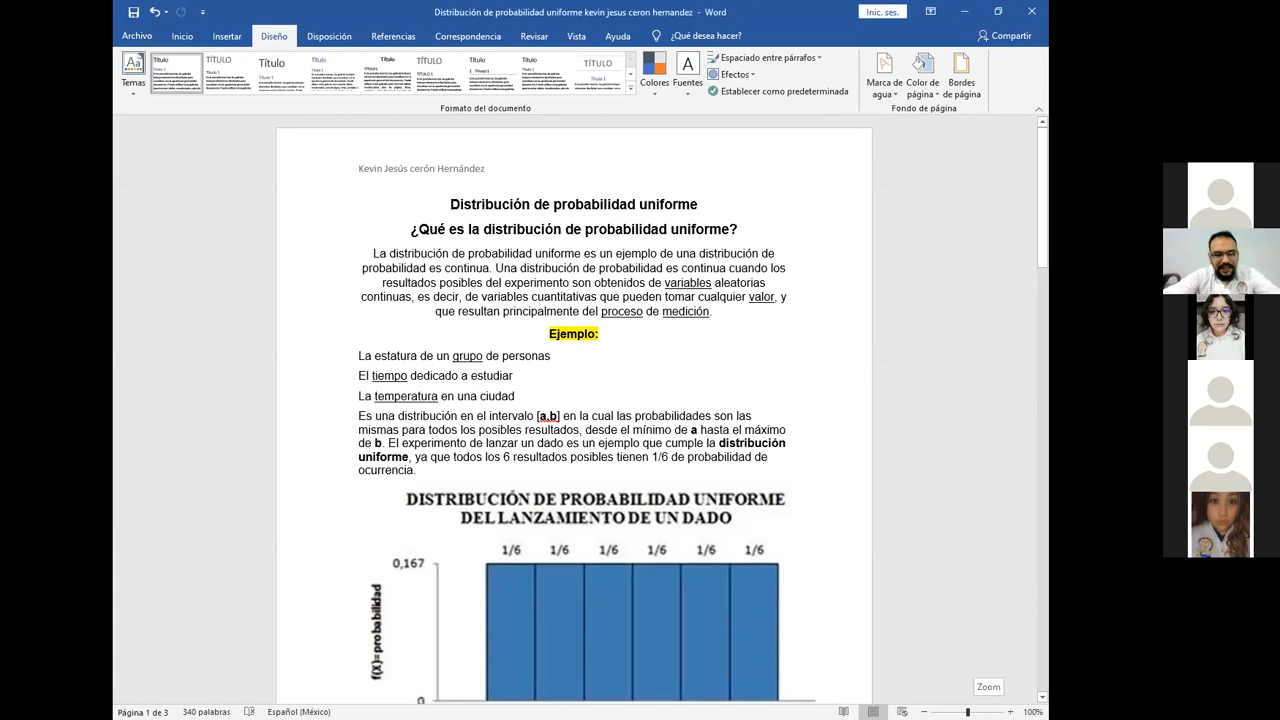 Distribución de probabilidad uniforme kevin jesus ceron hernandez - Word
Inic. ses.
Archivo Inicio Insertar Diseño Disposición Referencias Correspondencia Revisar Vista Ayuda ¿Qué desea hacer? Compartir
Temas
Colores
Fuentes
Espaciado entre párrafos
Efectos
Establecer como predeterminada
Marca de agua
Color de página
Bordes de página
Formato del documento
Fondo de página
Kevin Jesús cerón Hernández
Distribución de probabilidad uniforme
¿Qué es la distribución de probabilidad uniforme?
La distribución de probabilidad uniforme es un ejemplo de una distribución de
probabilidad es continua. Una distribución de probabilidad es continua cuando los
resultados posibles del experimento son obtenidos de variables aleatorias
continuas, es decir, de variables cuantitativas que pueden tomar cualquier valor, y
que resultan principalmente del proceso de medición.
Ejemplo:
La estatura de un grupo de personas
El tiempo dedicado a estudiar
La temperatura en una ciudad
Es una distribución en el intervalo [a,b] en la cual las probabilidades son las
mismas para todos los posibles resultados, desde el mínimo de a hasta el máximo
de b. El experimento de lanzar un dado es un ejemplo que cumple la distribución
uniforme, ya que todos los 6 resultados posibles tienen 1/6 de probabilidad de
ocurrencia.
DISTRIBUCIÓN DE PROBABILIDAD UNIFORME
DEL LANZAMIENTO DE UN DADO
1/6 1/6 1/6 1/6 1/6 1/6
0,167
f(X)=probabilidad
0
Zoom
Página 1 de 3 340 palabras Español (México) 100%